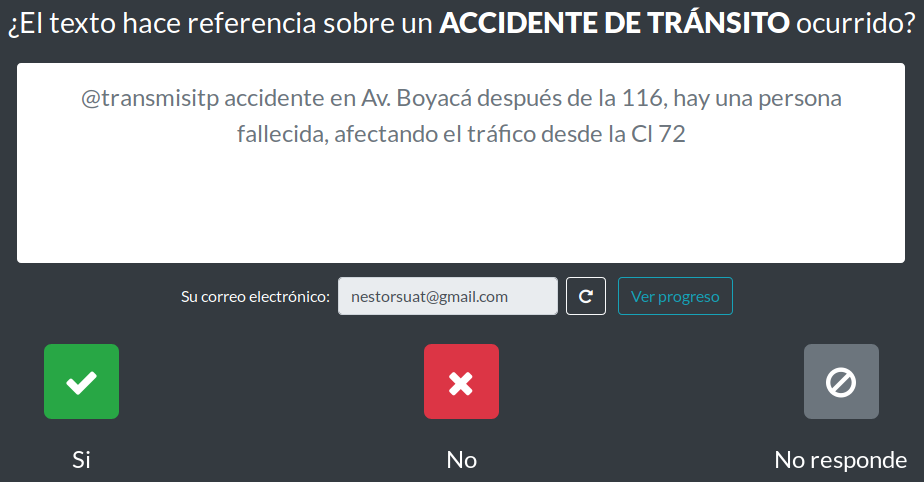 ¿El texto hace referencia sobre un ACCIDENTE DE TRÁNSITO ocurrido?
@transmisitp accidente en Av. Boyacá después de la 116, hay una persona
fallecida, afectando el tráfico desde la Cl 72
Su correo electrónico: nestorsuat@gmail.com Ver progreso
Si No No responde